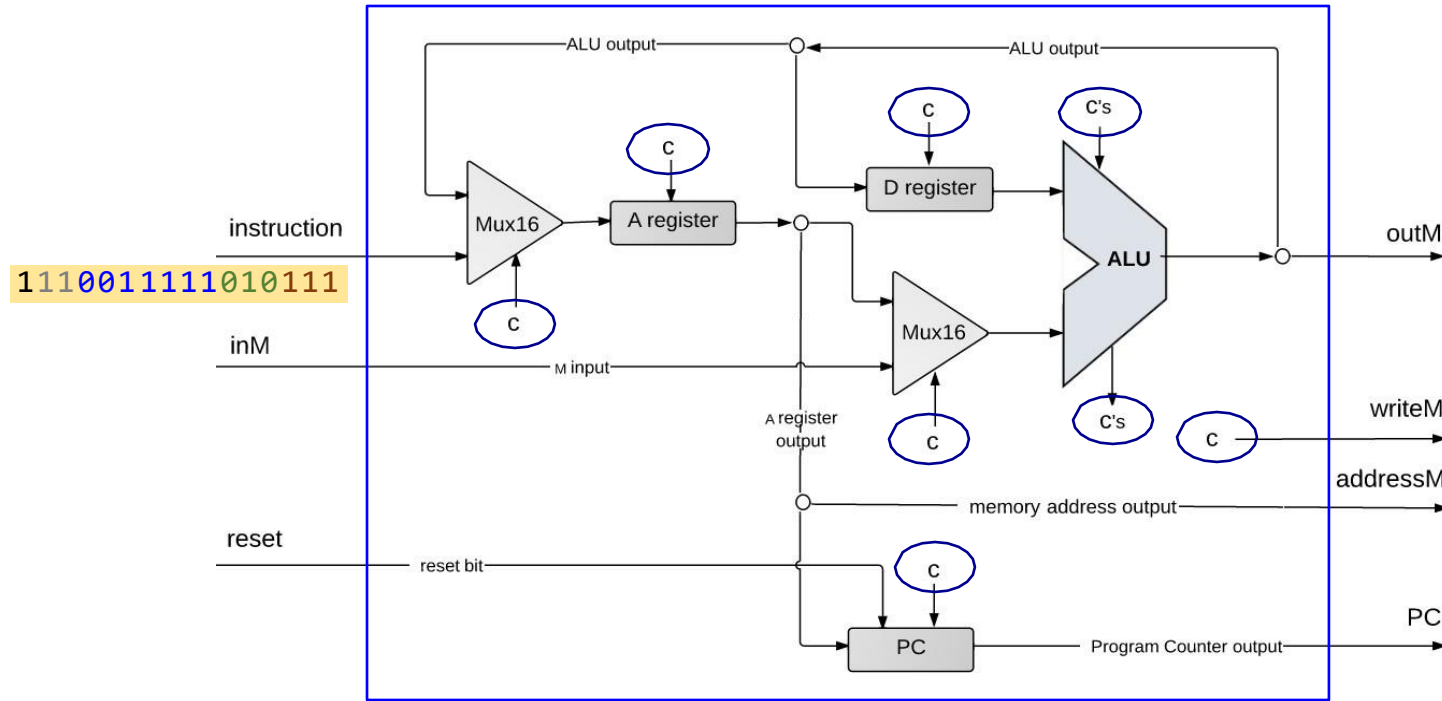 ALU output
ALU output
c
c's
c
D register
Mux16
A register
instruction
outM
ALU
1110011111010111
c
Mux16
inM
M input
writeM
A register
output
c
c's
c
addressM
memory address output
reset
reset bit
c
PC
PC
Program Counter output